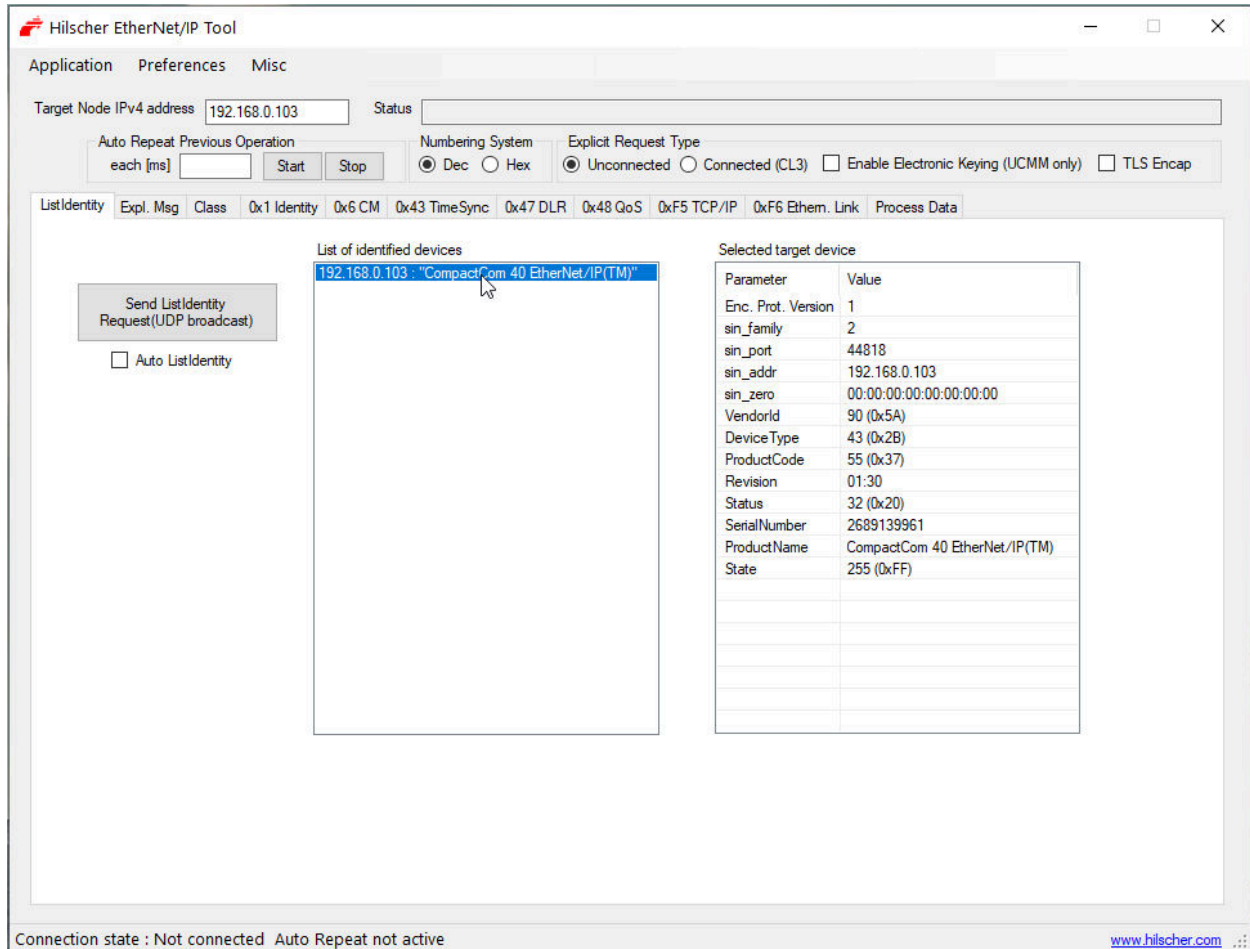 Hilscher EtherNet/IP Tool
Application Preferences Misc
Target Node IPv4 address 192.168.0.103 Status
Auto Repeat Previous Operation Numbering System Explicit Request Type
each [ms] Start Stop Dec Hex Unconnected Connected (CL3) Enable Electronic Keying (UCMM only) TLS Encap
ListIdentity Expl. Msg Class 0x1 Identity 0x6 CM 0x43 TimeSync 0x47 DLR 0x48 QoS 0xF5 TCP/IP 0xF6 Ethern. Link Process Data
List of identified devices
192.168.0.103 : "CompactCom 40 EtherNet/IP(TM)"
Send ListIdentity
Request(UDP broadcast)
Auto ListIdentity
Selected target device
Parameter Value
Enc. Prot. Version 1
sin_family 2
sin_port 44818
sin_addr 192.168.0.103
sin_zero 00:00:00:00:00:00:00:00
VendorId 90 (0x5A)
DeviceType 43 (0x2B)
ProductCode 55 (0x37)
Revision 01:30
Status 32 (0x20)
SerialNumber 2689139961
ProductName CompactCom 40 EtherNet/IP(TM)
State 255 (0xFF)
Connection state : Not connected Auto Repeat not active www.hilscher.com